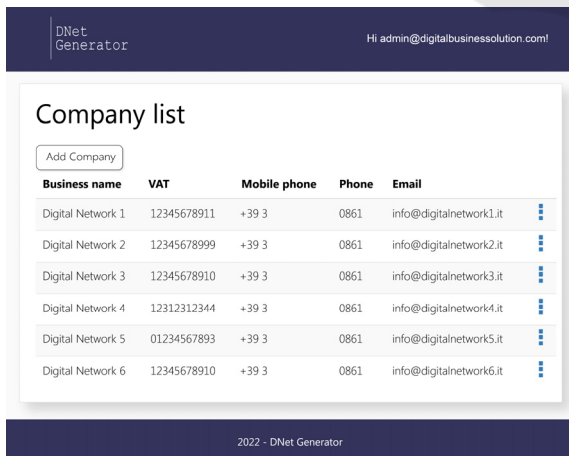 DNet
Generator
Hi admin@digitalbusinessolution.com!
Company list
Add Company
Business name VAT Mobile phone Phone Email
Digital Network 1 12345678911 +39 3 0861 info@digitalnetwork1.it
Digital Network 2 12345678999 +39 3 0861 info@digitalnetwork2.it
Digital Network 3 12345678910 +39 3 0861 info@digitalnetwork3.it
Digital Network 4 12312312344 +39 3 0861 info@digitalnetwork4.it
Digital Network 5 01234567893 +39 3 0861 info@digitalnetwork5.it
Digital Network 6 12345678910 +39 3 0861 info@digitalnetwork6.it
2022 - DNet Generator